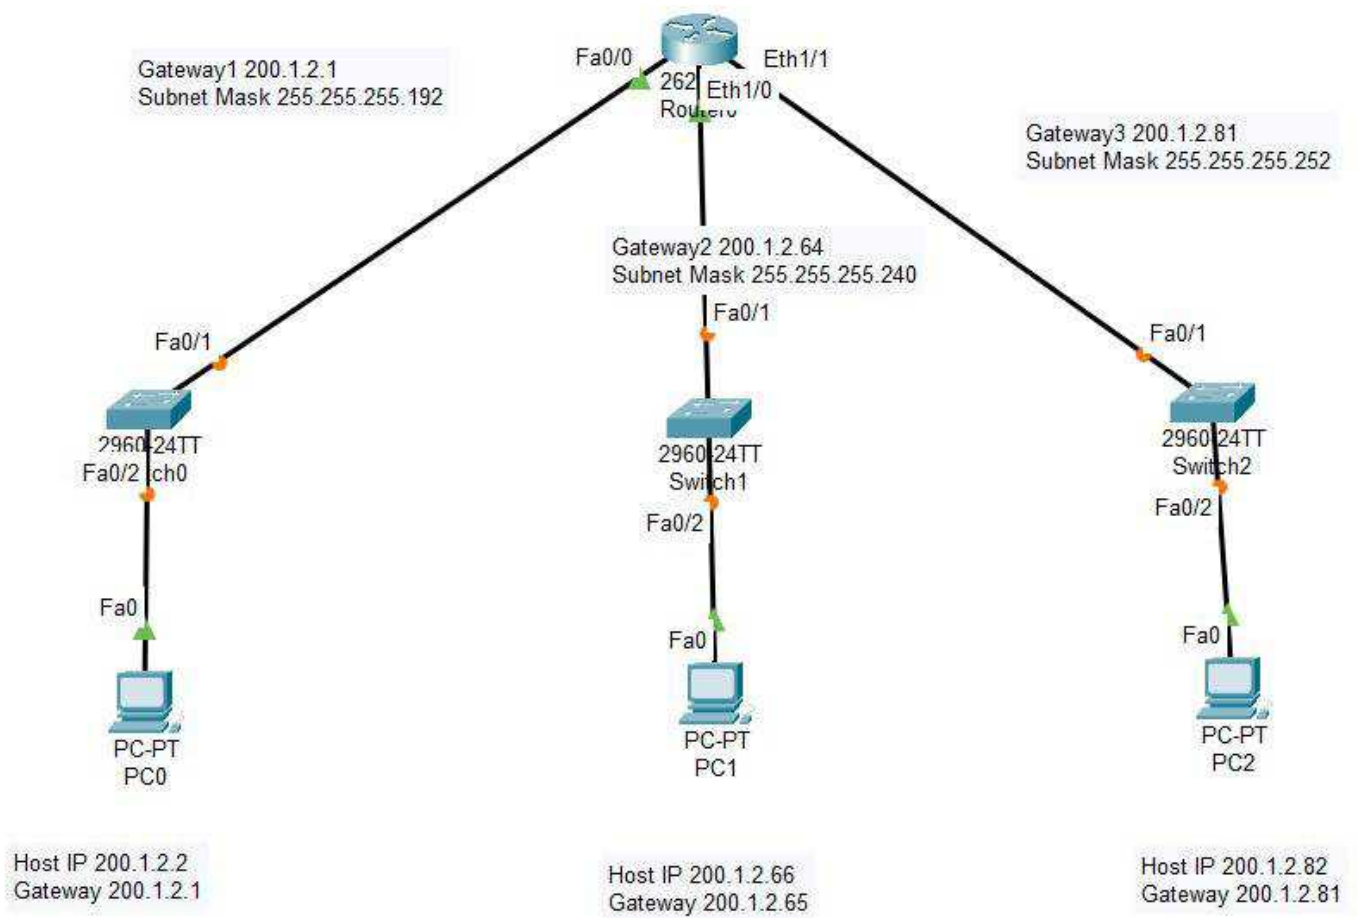 Gateway1 200.1.2.1
Subnet Mask 255.255.255.192
Fa0/0
Eth1/1
262
Eth1/0
Router0
Gateway3 200.1.2.81
Subnet Mask 255.255.255.252
Gateway2 200.1.2.64
Subnet Mask 255.255.255.240
Fa0/1
Fa0/1
Fa0/1
2960-24TT
Fa0/2 ch0
2960-24TT
Switch1
Fa0/2
2960-24TT
Switch2
Fa0/2
Fa0
PC-PT
PC0
Fa0
PC-PT
PC1
Fa0
PC-PT
PC2
Host IP 200.1.2.2
Gateway 200.1.2.1
Host IP 200.1.2.66
Gateway 200.1.2.65
Host IP 200.1.2.82
Gateway 200.1.2.81